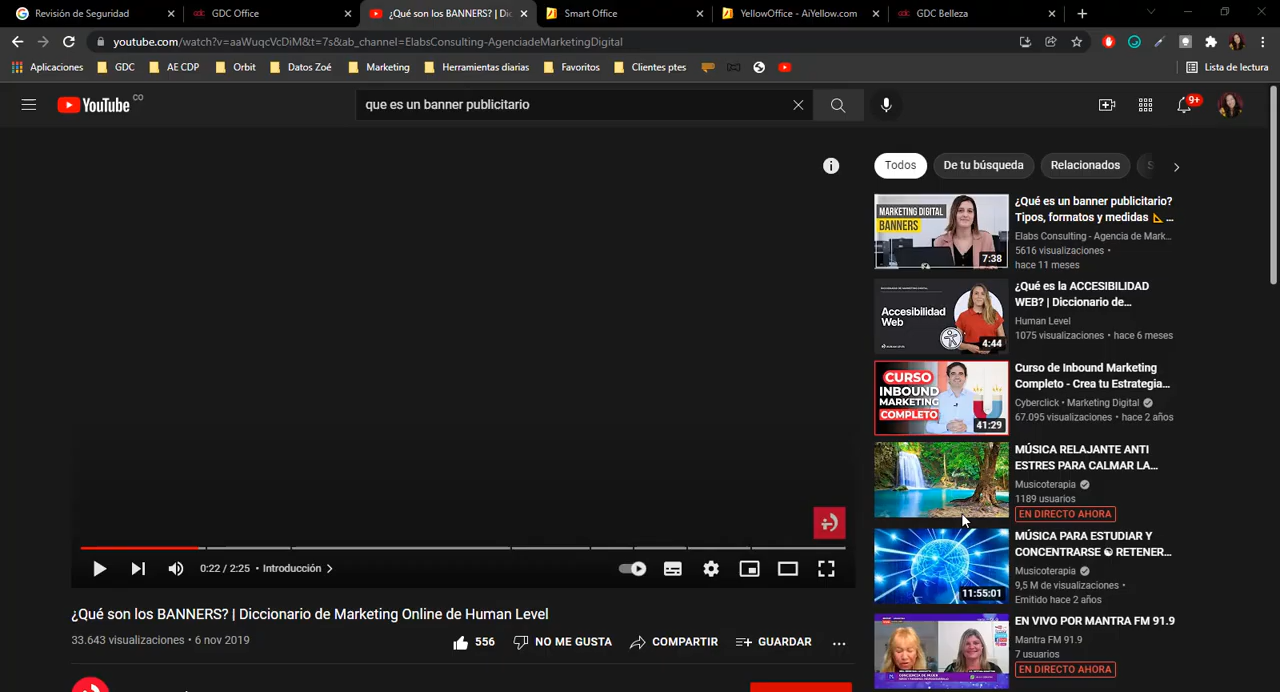 Revisión de Seguridad
GDC Office
¿Qué son los BANNERS? | Dic
Smart Office
YellowOffice - AiYellow.com
GDC Belleza
youtube.com/watch?v=aaWuqcVcDiM&t=7s&ab_channel=ElabsConsulting-AgenciadeMarketingDigital
Aplicaciones
GDC
AE CDP
Orbit
Datos Zoé
Marketing
Herramientas diarias
Favoritos
Clientes ptes
Lista de lectura
YouTube CO
que es un banner publicitario
9+
Todos
De tu búsqueda
Relacionados
MARKETING DIGITAL
BANNERS
7:38
¿Qué es un banner publicitario?
Tipos, formatos y medidas 📐 ...
Elabs Consulting - Agencia de Mark...
5616 visualizaciones •
hace 11 meses
Accesibilidad
Web
4:44
¿Qué es la ACCESIBILIDAD
WEB? | Diccionario de...
Human Level
1075 visualizaciones • hace 6 meses
CURSO
INBOUND
MARKETING
COMPLETO
41:29
Curso de Inbound Marketing
Completo - Crea tu Estrategia...
Cyberclick • Marketing Digital
67.095 visualizaciones • hace 2 años
MÚSICA RELAJANTE ANTI
ESTRES PARA CALMAR LA...
Musicoterapia
1189 usuarios
EN DIRECTO AHORA
11:55:01
MÚSICA PARA ESTUDIAR Y
CONCENTRARSE ☯ RETENER...
Musicoterapia
9,5 M de visualizaciones •
Emitido hace 2 años
EN VIVO POR MANTRA FM 91.9
Mantra FM 91.9
7 usuarios
EN DIRECTO AHORA
0:22 / 2:25 • Introducción
¿Qué son los BANNERS? | Diccionario de Marketing Online de Human Level
33.643 visualizaciones • 6 nov 2019
556
NO ME GUSTA
COMPARTIR
GUARDAR